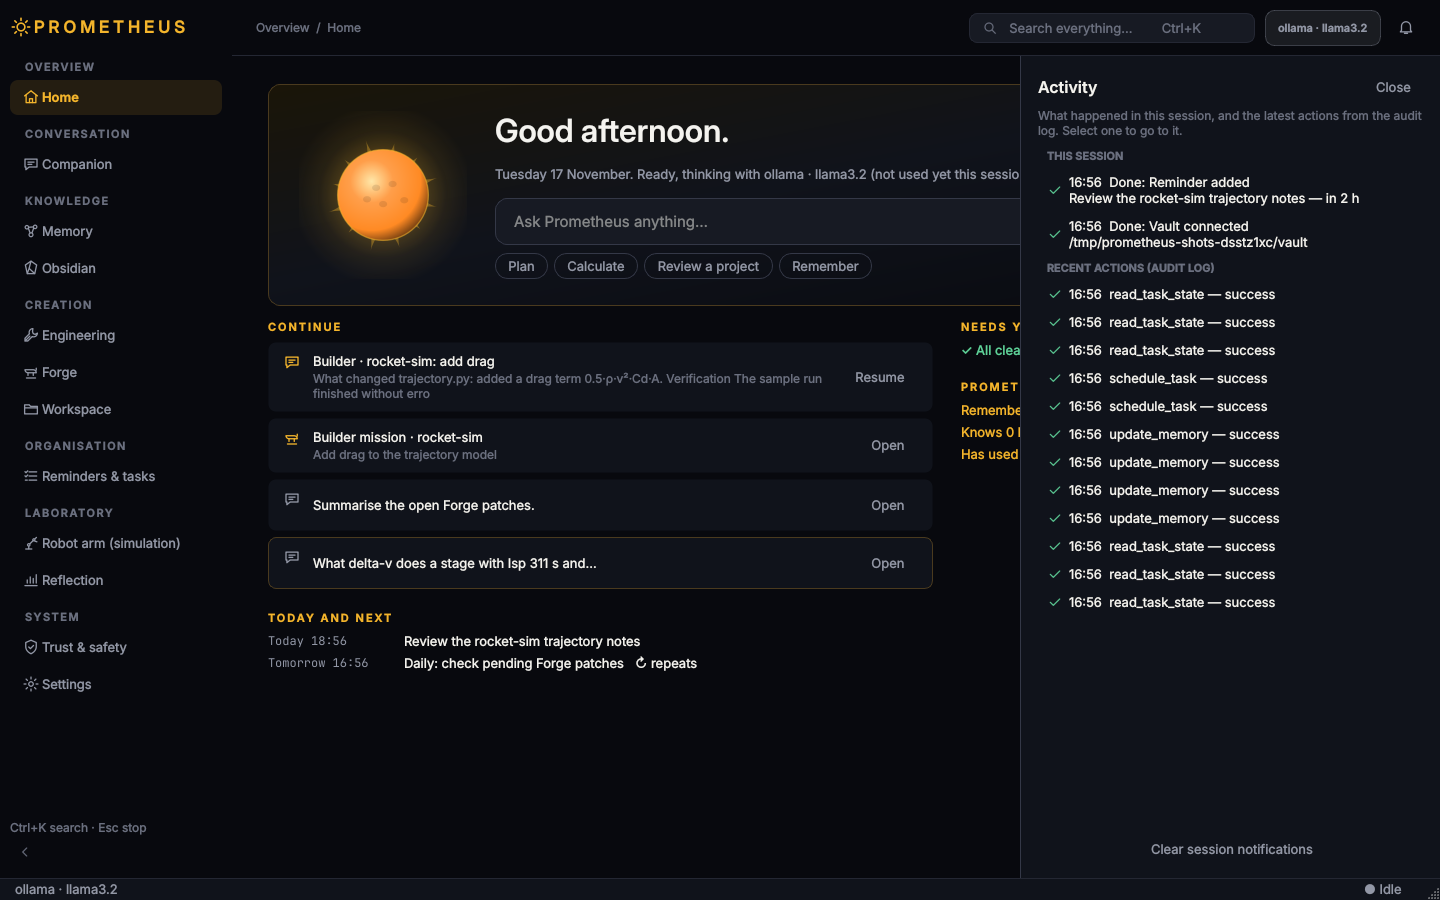 PROMETHEUS
Overview / Home
Search everything... Ctrl+K
ollama · llama3.2
OVERVIEW
Home
CONVERSATION
Companion
KNOWLEDGE
Memory
Obsidian
CREATION
Engineering
Forge
Workspace
ORGANISATION
Reminders & tasks
LABORATORY
Robot arm (simulation)
Reflection
SYSTEM
Trust & safety
Settings
Ctrl+K search · Esc stop
Good afternoon.
Tuesday 17 November. Ready, thinking with ollama · llama3.2 (not used yet this sessio
Ask Prometheus anything...
Plan
Calculate
Review a project
Remember
CONTINUE
Builder · rocket-sim: add drag
What changed trajectory.py: added a drag term 0.5·ρ·v²·Cd·A. Verification The sample run
finished without erro
Resume
Builder mission · rocket-sim
Add drag to the trajectory model
Open
Summarise the open Forge patches.
Open
What delta-v does a stage with Isp 311 s and...
Open
TODAY AND NEXT
Today 18:56 Review the rocket-sim trajectory notes
Tomorrow 16:56 Daily: check pending Forge patches repeats
NEEDS Y
✓ All clea
PROMET
Remembe
Knows 0
Has used
Activity
Close
What happened in this session, and the latest actions from the audit
log. Select one to go to it.
THIS SESSION
16:56 Done: Reminder added
Review the rocket-sim trajectory notes — in 2 h
16:56 Done: Vault connected
/tmp/prometheus-shots-dsstz1xc/vault
RECENT ACTIONS (AUDIT LOG)
16:56 read_task_state — success
16:56 read_task_state — success
16:56 read_task_state — success
16:56 schedule_task — success
16:56 schedule_task — success
16:56 update_memory — success
16:56 update_memory — success
16:56 update_memory — success
16:56 update_memory — success
16:56 read_task_state — success
16:56 read_task_state — success
16:56 read_task_state — success
Clear session notifications
ollama · llama3.2
Idle